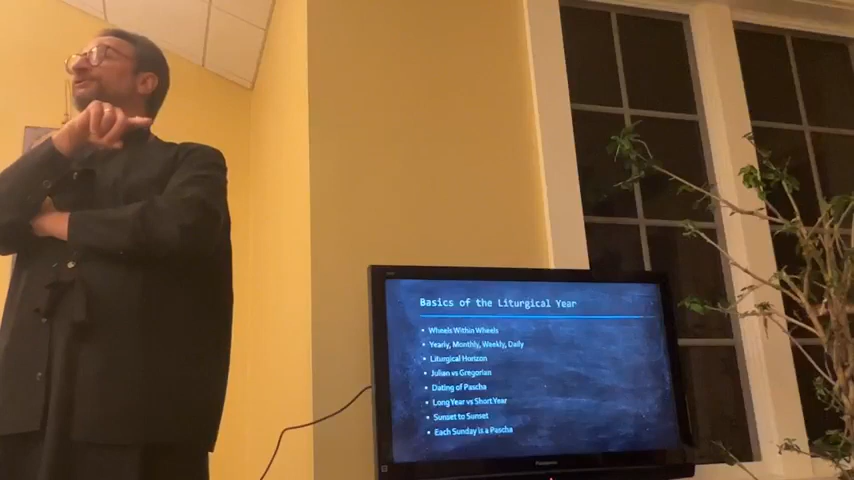 Basics of the Liturgical Year
• Wheels Within Wheels
• Yearly, Monthly, Weekly, Daily
• Liturgical Horizon
• Julian vs Gregorian
• Dating of Pascha
• Long Year vs Short Year
• Sunset to Sunset
• Each Sunday is a Pascha
Panasonic